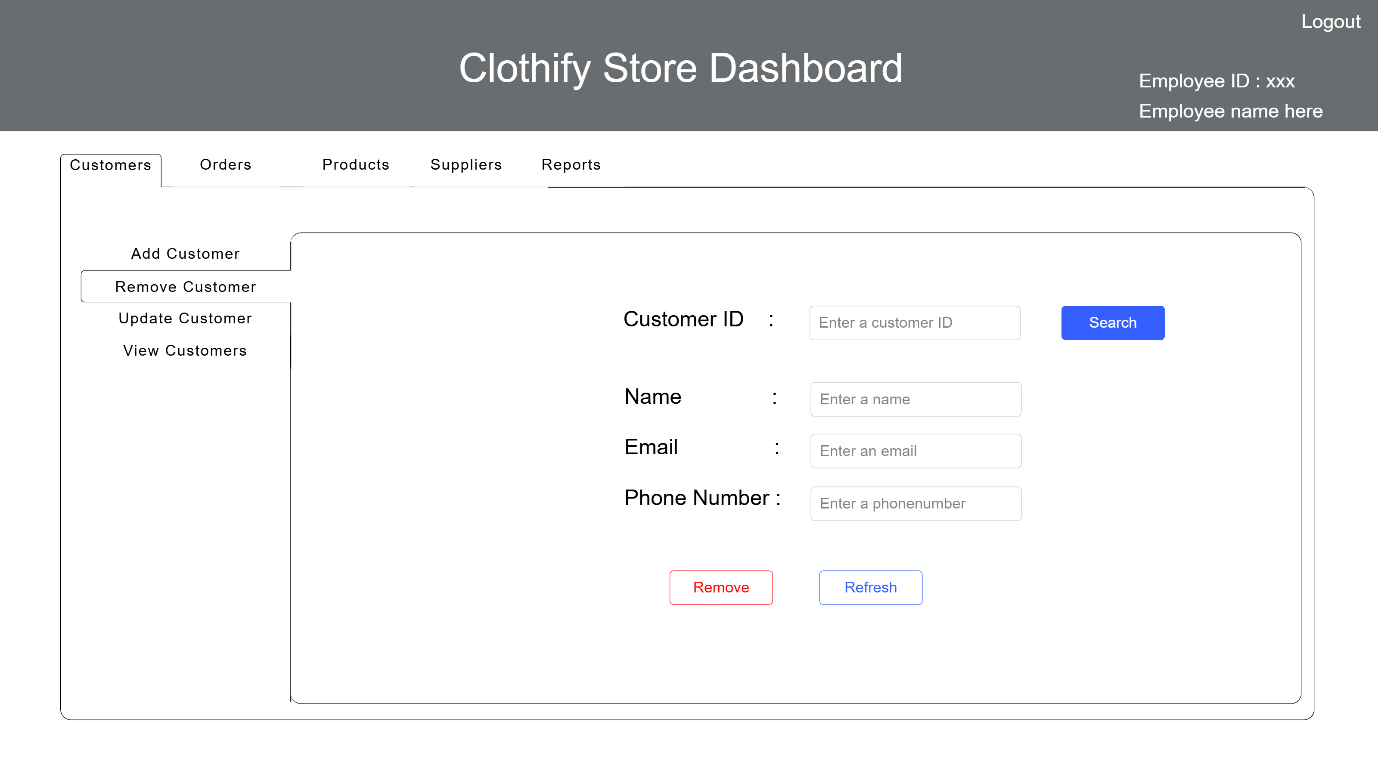 Logout
Clothify Store Dashboard
Employee ID : xxx
Employee name here
Customers Orders Products Suppliers Reports
Add Customer
Remove Customer
Update Customer
View Customers
Customer ID : Enter a customer ID Search
Name : Enter a name
Email : Enter an email
Phone Number : Enter a phonenumber
Remove Refresh